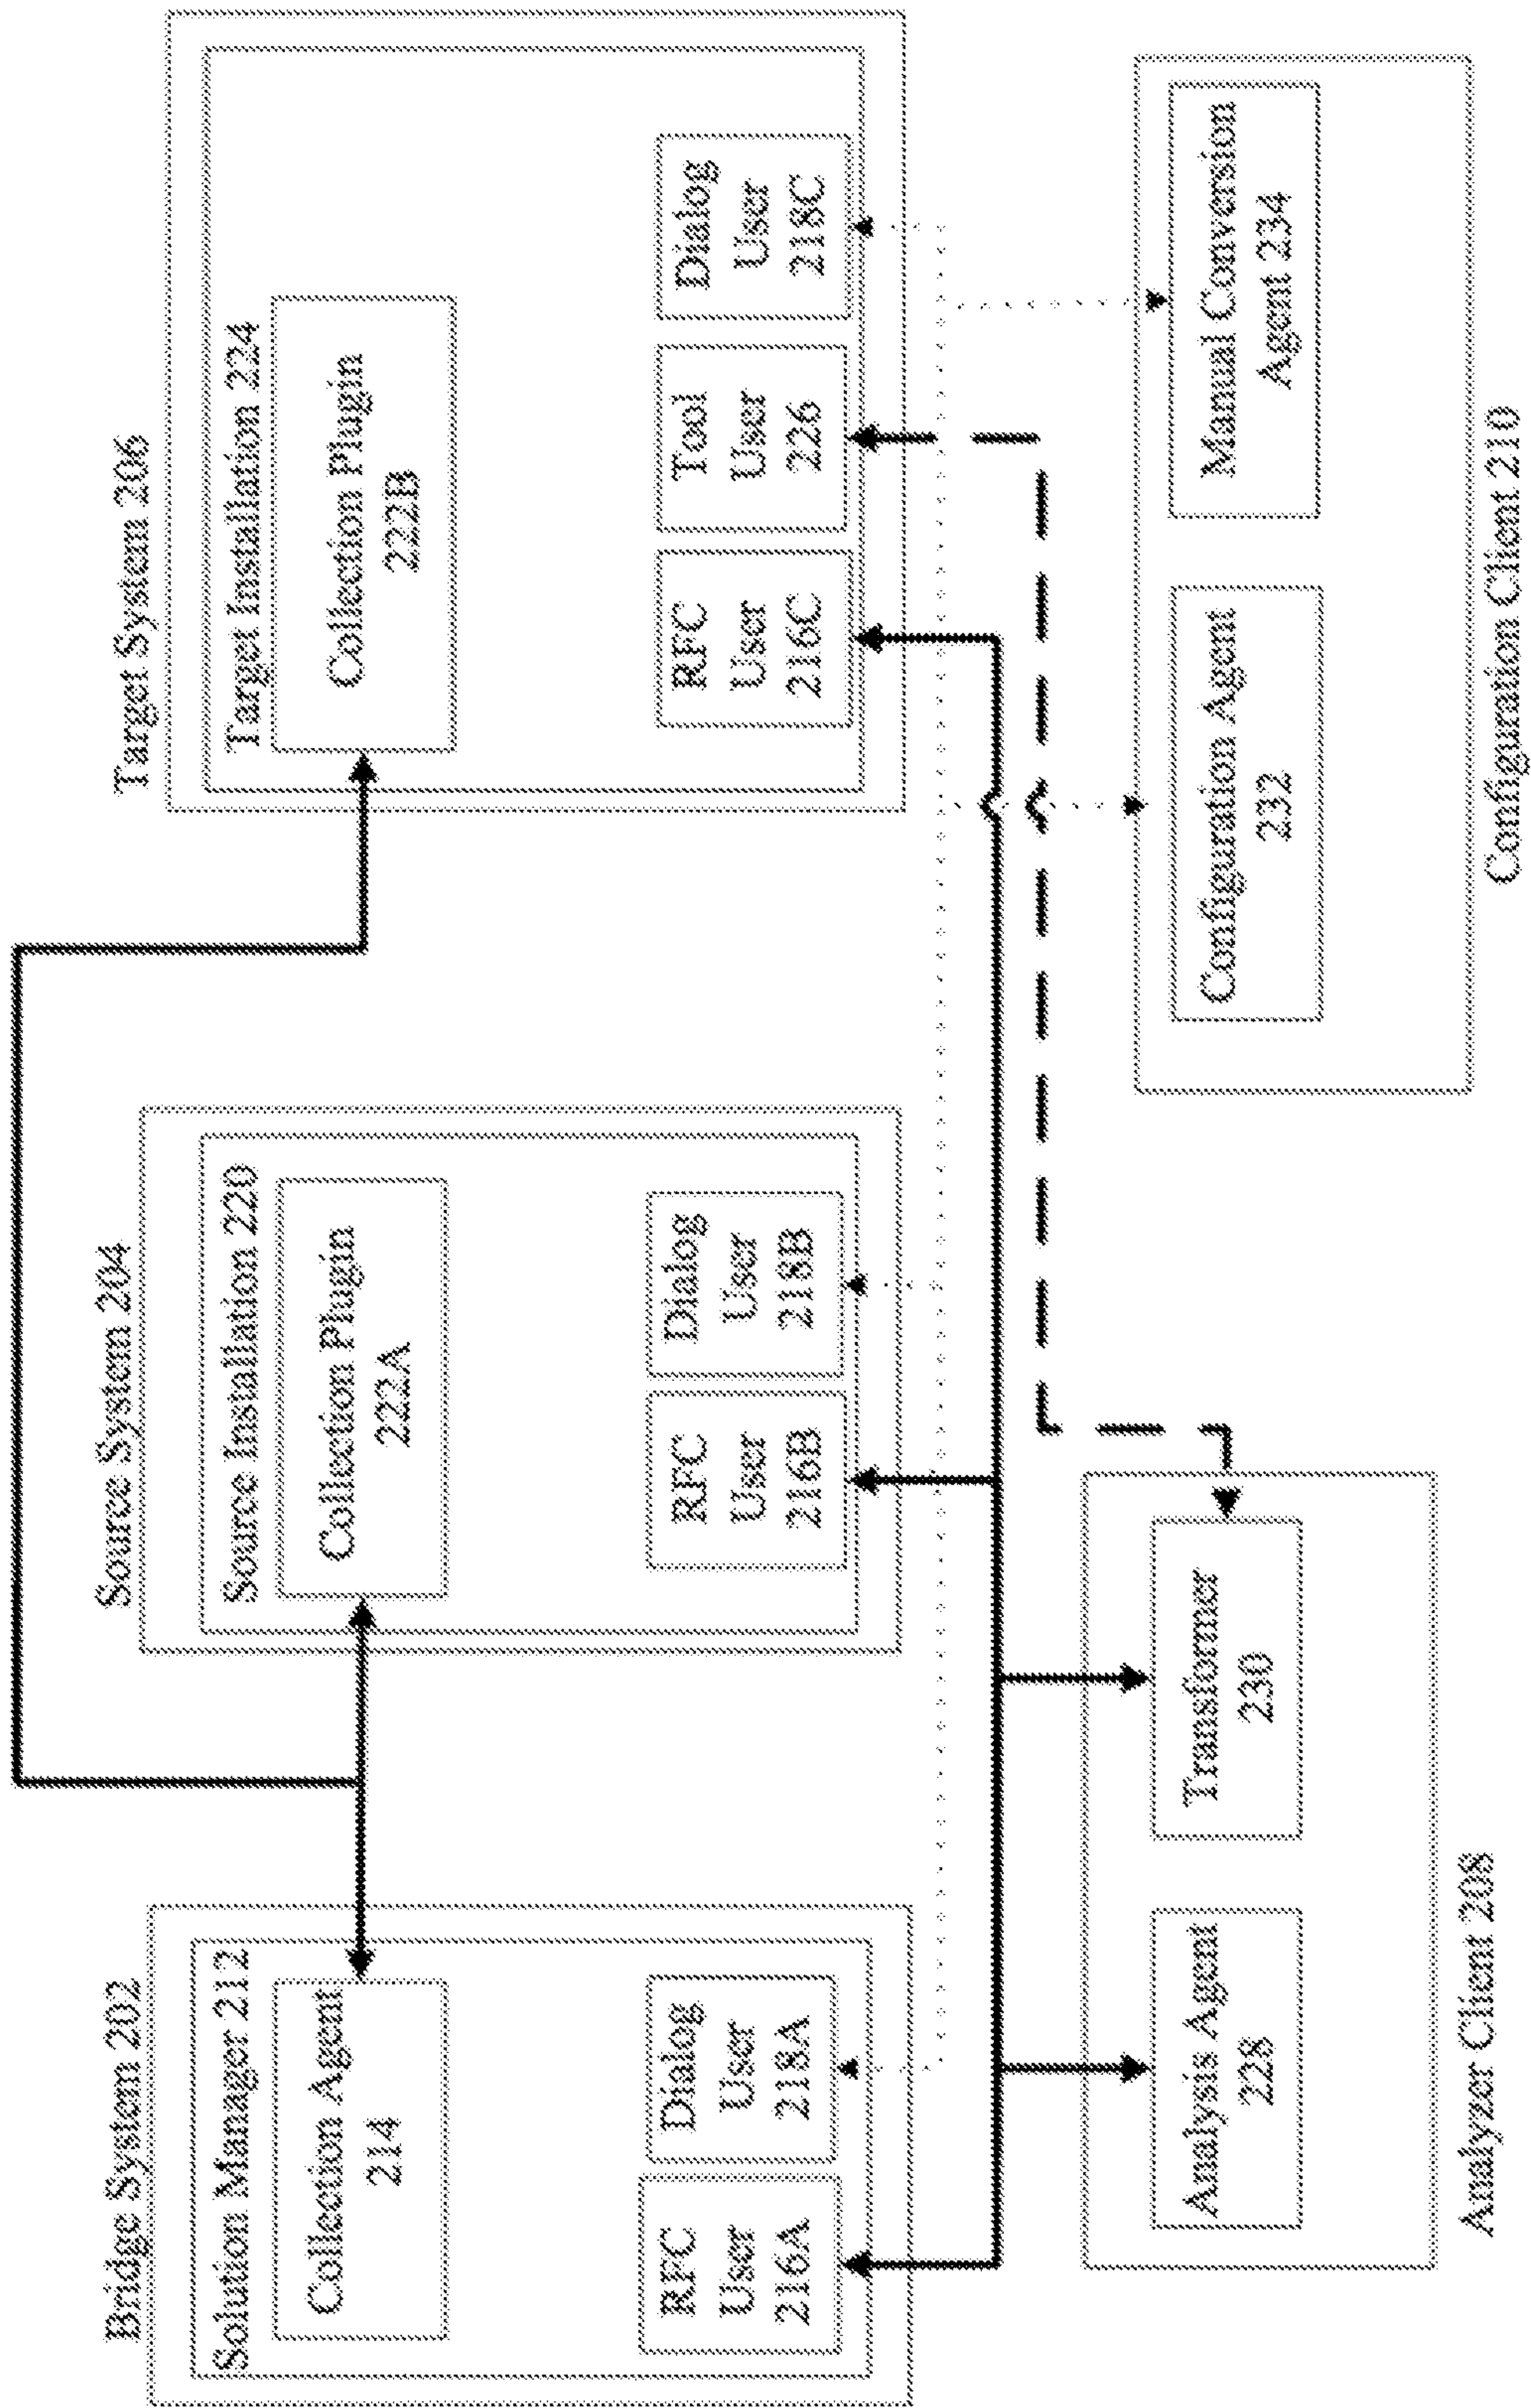 Bridge System 202
Solution Manager 212
Collection Agent
214
RFC
User
216A
Dialog
User
218A
Source System 204
Source Installation 220
Collection Plugin
222A
RFC
User
216B
Dialog
User
218B
Target System 206
Target Installation 224
Collection Plugin
222B
RFC
User
216C
Tool
User
226
Dialog
User
218C
Analysis Agent
228
Transformer
230
Analyzer Client 208
Configuration Agent
232
Manual Conversion
Agent 234
Configuration Client 210